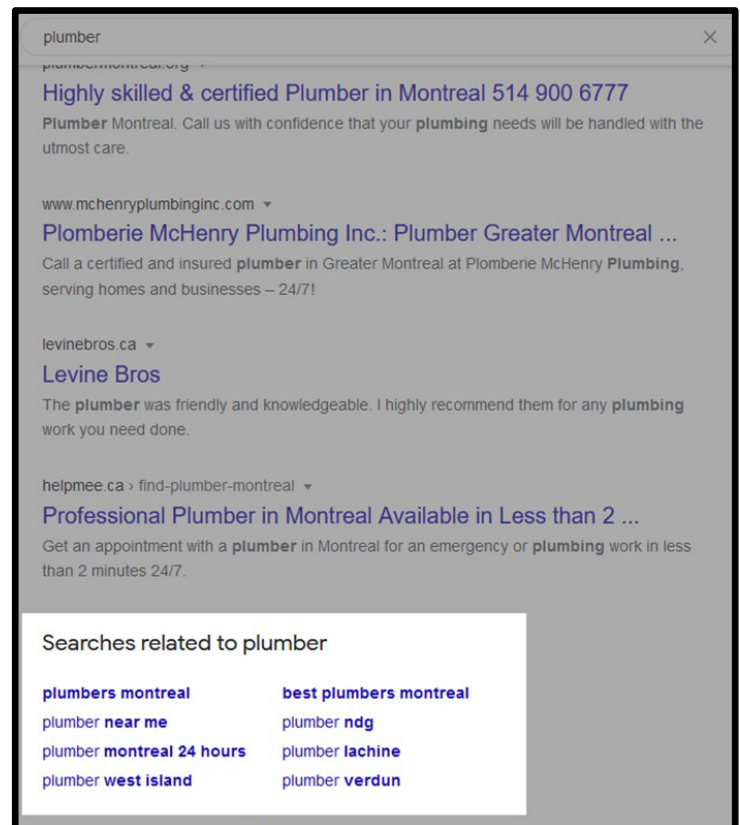 plumber
plumbermontreal.org
Highly skilled & certified Plumber in Montreal 514 900 6777
Plumber Montreal. Call us with confidence that your plumbing needs will be handled with the
utmost care.
www.mchenryplumbinginc.com
Plomberie McHenry Plumbing Inc.: Plumber Greater Montreal ...
Call a certified and insured plumber in Greater Montreal at Plomberie McHenry Plumbing,
serving homes and businesses – 24/7!
levinebros.ca
Levine Bros
The plumber was friendly and knowledgeable. I highly recommend them for any plumbing
work you need done.
helpmee.ca › find-plumber-montreal
Professional Plumber in Montreal Available in Less than 2 ...
Get an appointment with a plumber in Montreal for an emergency or plumbing work in less
than 2 minutes 24/7.
Searches related to plumber
plumbers montreal
plumber near me
plumber montreal 24 hours
plumber west island
best plumbers montreal
plumber ndg
plumber lachine
plumber verdun